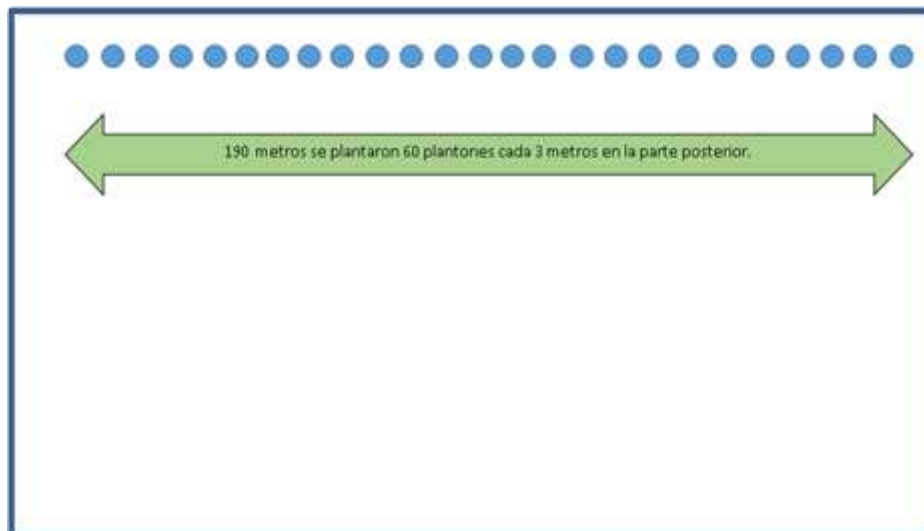 190 metros se plantaron 60 plantones cada 3 metros en la parte posterior.